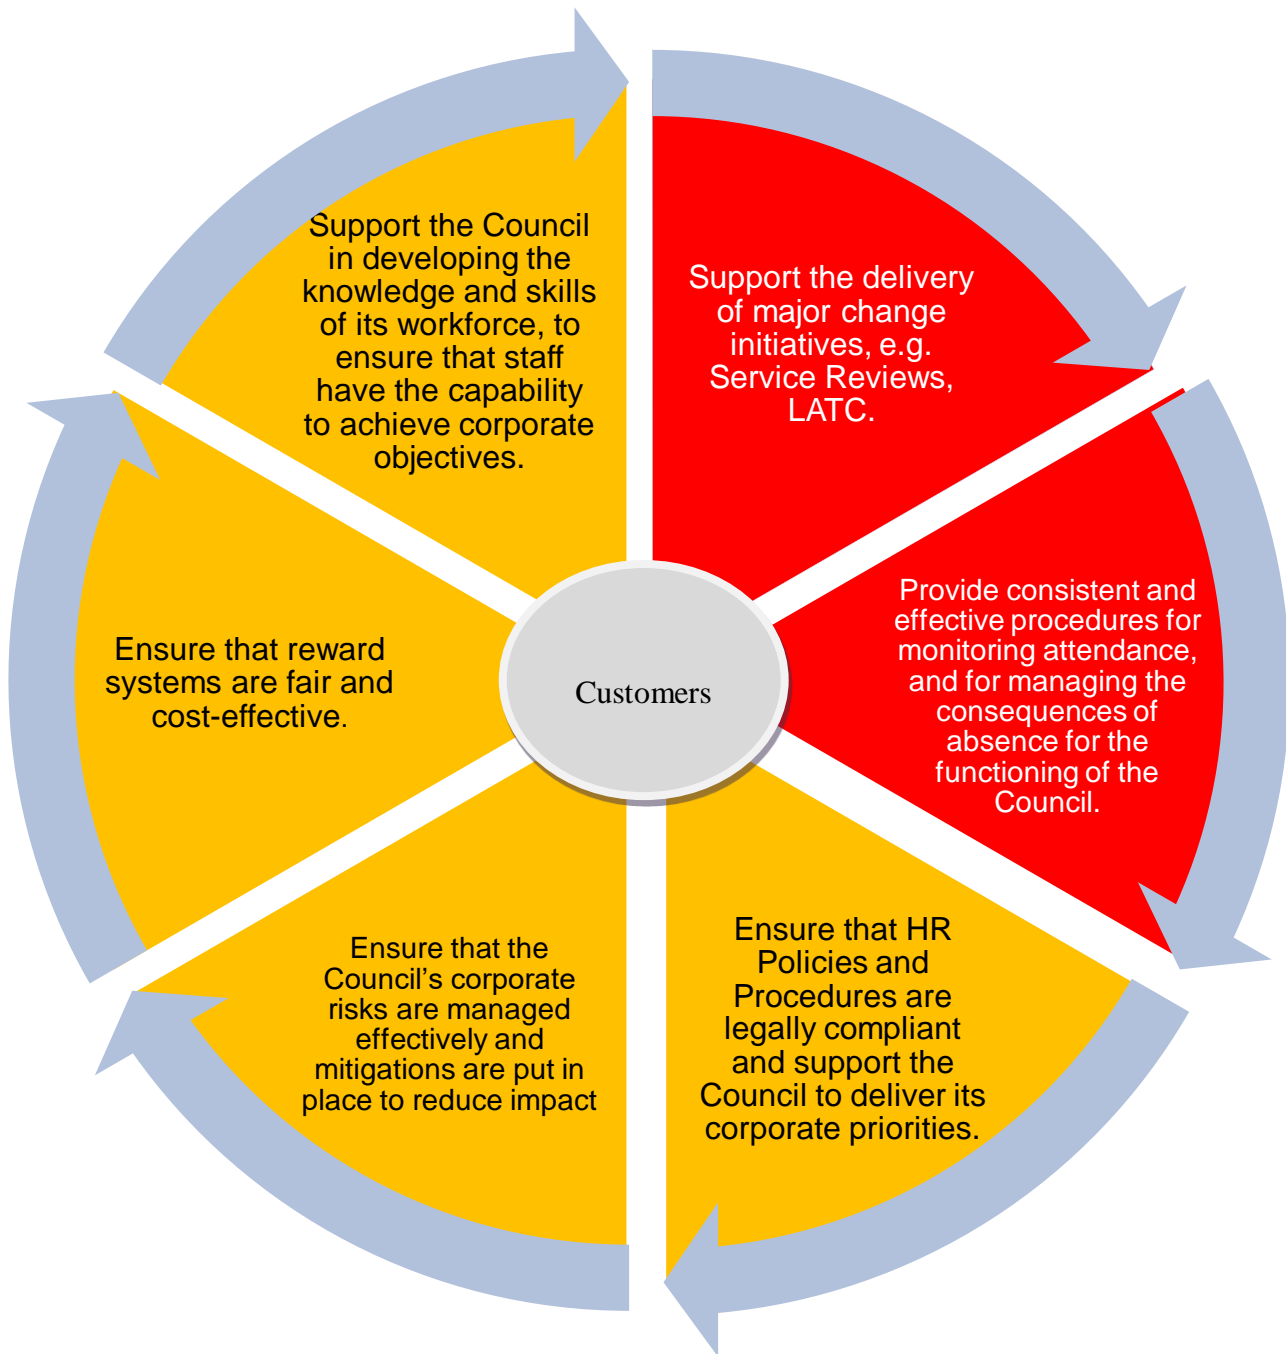 Support the Council
in developing the
knowledge and skills
of its workforce, to
ensure that staff
have the capability
to achieve corporate
objectives.
Support the delivery
of major change
initiatives, e.g.
Service Reviews,
LATC.
Provide consistent and
effective procedures for
monitoring attendance,
and for managing the
consequences of
absence for the
functioning of the
Council.
Ensure that reward
systems are fair and
cost-effective.
Customers
Ensure that HR
Policies and
Procedures are
legally compliant
and support the
Council to deliver its
corporate priorities.
Ensure that the
Council’s corporate
risks are managed
effectively and
mitigations are put in
place to reduce impact